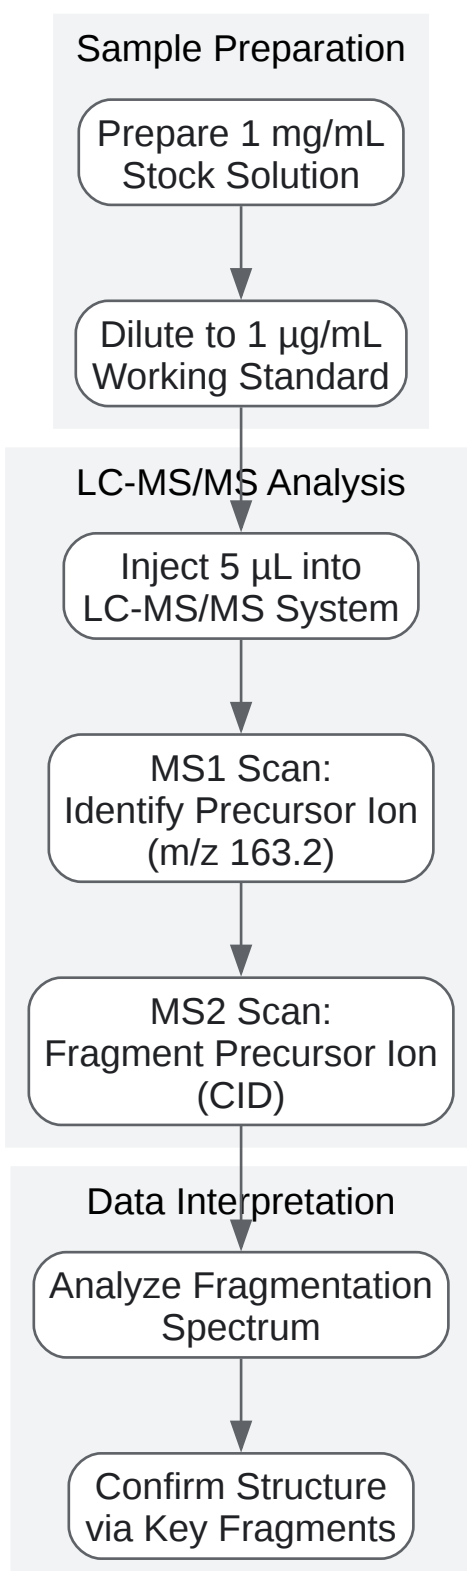 Sample Preparation
Prepare 1 mg/mL
Stock Solution
Dilute to 1 µg/mL
Working Standard
LC-MS/MS Analysis
Inject 5 µL into
LC-MS/MS System
MS1 Scan:
Identify Precursor Ion
(m/z 163.2)
MS2 Scan:
Fragment Precursor Ion
(CID)
Data Interpretation
Analyze Fragmentation
Spectrum
Confirm Structure
via Key Fragments